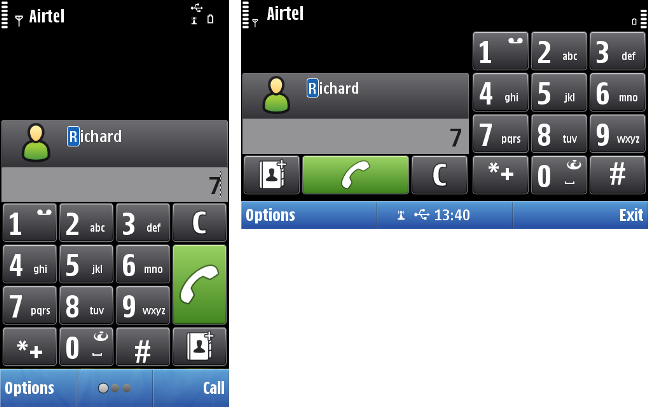 Airtel
Richard
7
1
2 abc
3 def
C
4 ghi
5 jkl
6 mno
7 pqrs
8 tuv
9 wxyz
*+
0
#
Options
Call
Airtel
1
2 abc
3 def
Richard
4 ghi
5 jkl
6 mno
7
7 pqrs
8 tuv
9 wxyz
C
*+
0
#
Options
13:40
Exit